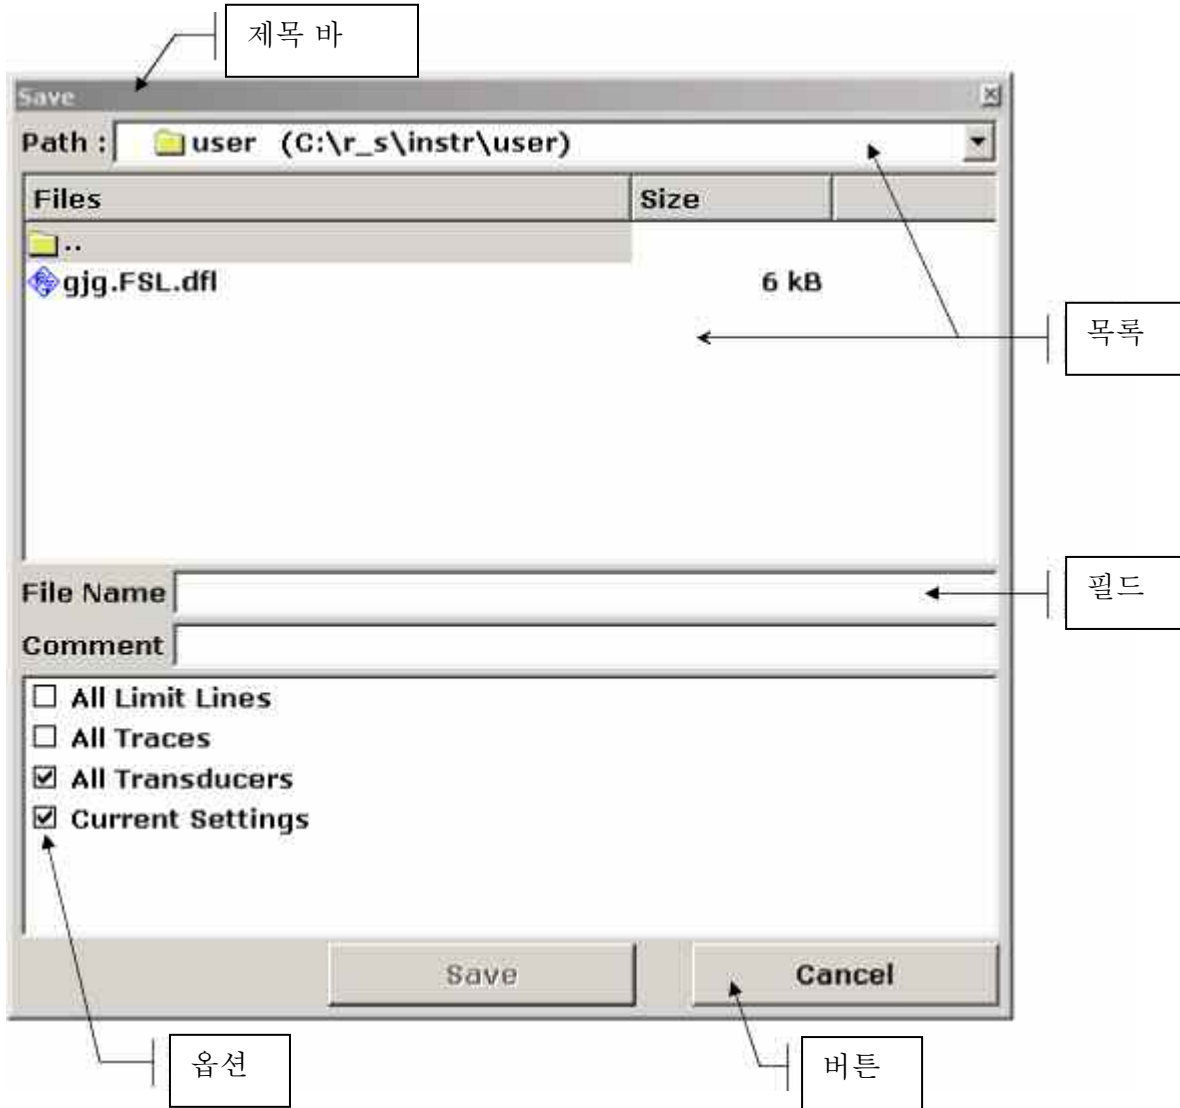 제목 바
Save
Path : user (C:\r_s\instr\user)
Files Size
..
gjg.FSL.dfl 6 kB
목록
File Name
필드
Comment
All Limit Lines
All Traces
All Transducers
Current Settings
Save Cancel
옵션 버튼